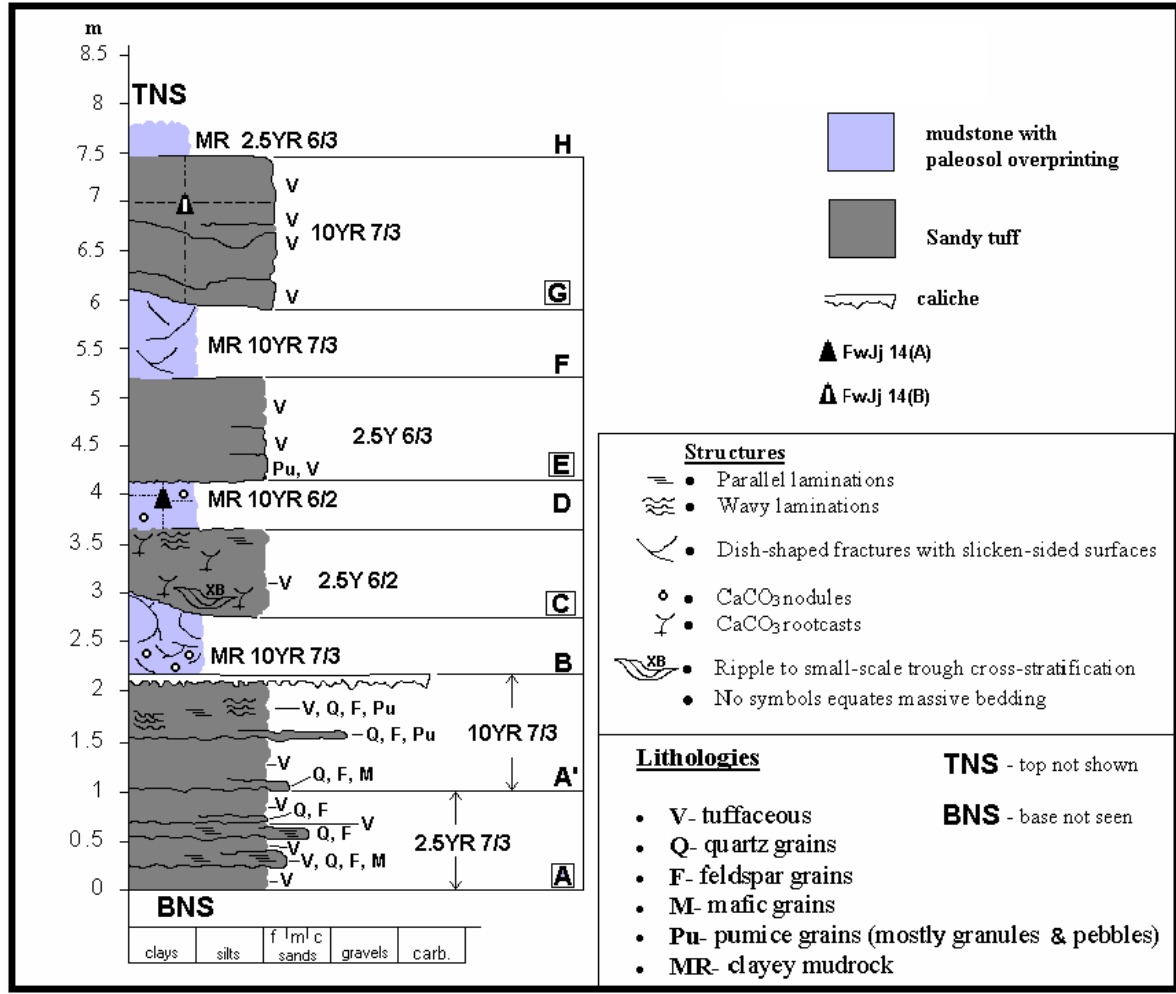 m
8.5
TNS
8
MR 2.5YR 6/3
H
7.5
V
7
V
10YR 7/3
V
6.5
V
G
6
MR 10YR 7/3
5.5
F
5
V
2.5Y 6/3
4.5
V
Pu, V
E
4
MR 10YR 6/2
D
3.5
V
2.5Y 6/2
3
XB
C
2.5
MR 10YR 7/3
B
2
V, Q, F, Pu
10YR 7/3
1.5
Q, F, Pu
V
Q, F, M
A'
1
V
Q, F
V
0.5
Q, F
2.5YR 7/3
V
V, Q, F, M
V
0
A
BNS
clays
silts
f m c
sands
gravels
carb.
mudstone with
paleosol overprinting
Sandy tuff
caliche
FwJj 14(A)
FwJj 14(B)
Structures
• Parallel laminations
• Wavy laminations
• Dish-shaped fractures with slicken-sided surfaces
• CaCO3 nodules
• CaCO3 rootcasts
XB • Ripple to small-scale trough cross-stratification
• No symbols equates massive bedding
Lithologies
• V- tuffaceous
• Q- quartz grains
• F- feldspar grains
• M- mafic grains
• Pu- pumice grains (mostly granules & pebbles)
• MR- clayey mudrock
TNS - top not shown
BNS - base not seen